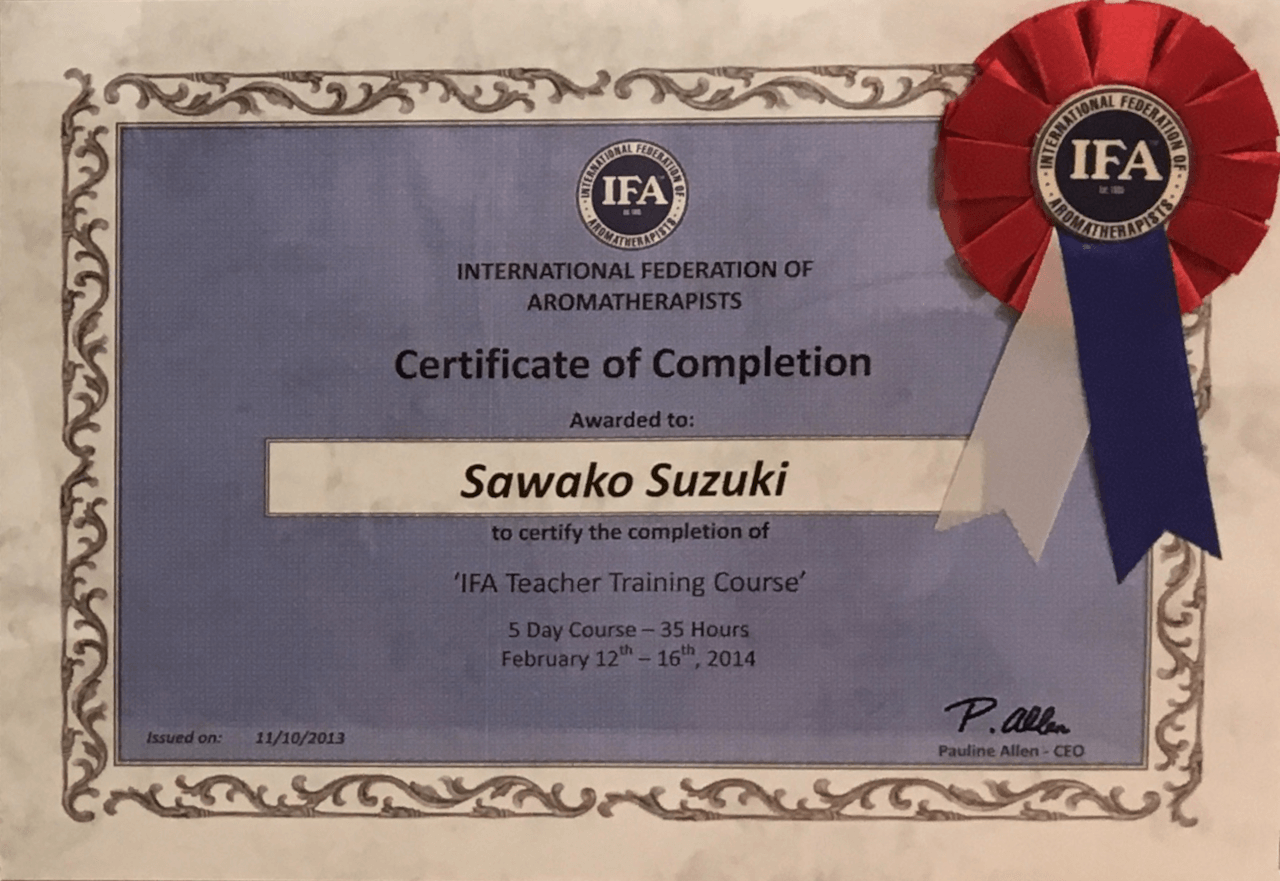 INTERNATIONAL FEDERATION OF
AROMATHERAPISTS
IFA
INTERNATIONAL FEDERATION OF
AROMATHERAPISTS
IFA
INTERNATIONAL FEDERATION OF
AROMATHERAPISTS
Certificate of Completion
Awarded to:
Sawako Suzuki
to certify the completion of
‘IFA Teacher Training Course’
5 Day Course – 35 Hours
February 12th – 16th, 2014
P. Allen
Issued on: 11/10/2013
Pauline Allen - CEO